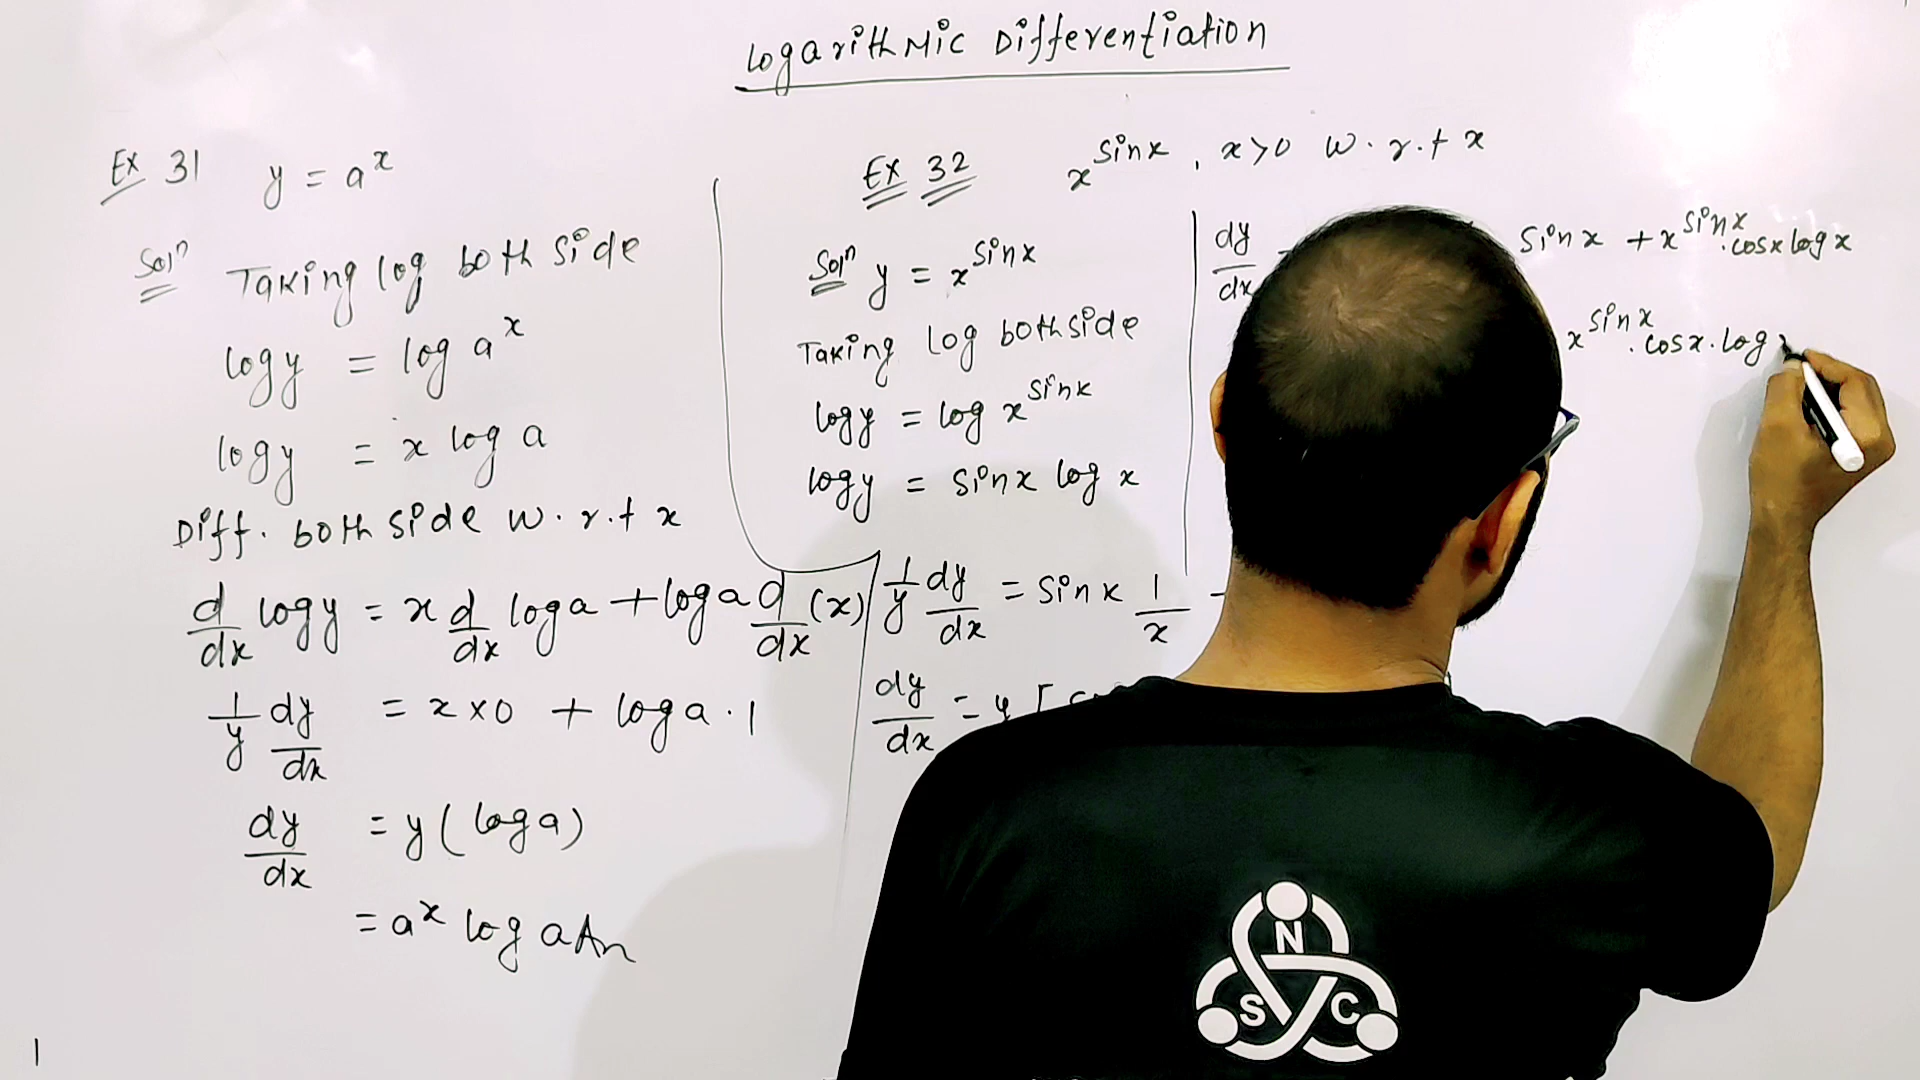 Logarithmic Differentiation
Ex 31 y = a^x
Sol^n Taking log both side
log y = log a^x
log y = x log a
Diff. both side w.r.t x
d/dx log y = x d/dx log a + log a d/dx (x)
1/y dy/dx = x×0 + log a . 1
dy/dx = y (log a)
= a^x log a An
Ex 32 x^sinx , x>0 w.r.t x
Sol^n y = x^sinx
Taking log both side
log y = log x^sinx
log y = sinx log x
1/y dy/dx = sinx 1/x
dy/dx = y [
dy/dx sinx + x^sinx . cosx log x
x^sinx . cosx . log
N
S C